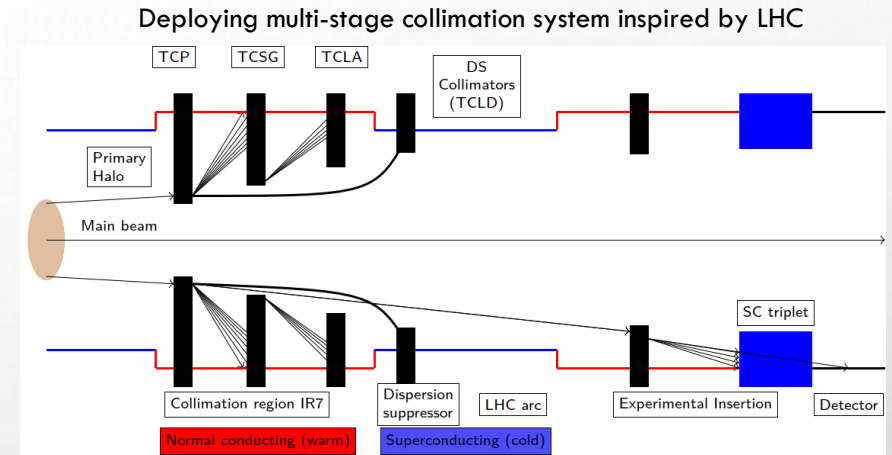 Deploying multi-stage collimation system inspired by LHC
TCP
TCSG
TCLA
DS
Collimators
(TCLD)
Primary
Halo
Main beam
SC triplet
Collimation region IR7
Dispersion
suppressor
LHC arc
Experimental Insertion
Detector
Normal conducting (warm)
Superconducting (cold)